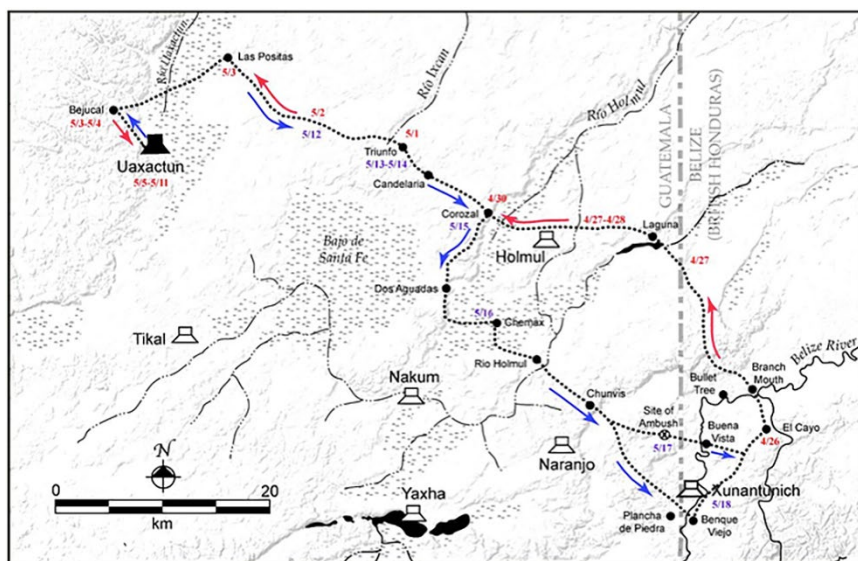 Las Positas
Río Uaxactun
5/3
Bejucal
5/3-5/4
Uaxactun
5/5-5/11
5/2
5/12
Río Ixcan
5/1
Triunfo
5/13-5/14
Candelaria
4/30
Corozal
5/15
Río Holmul
GUATEMALA
BELIZE
(BRITISH HONDURAS)
4/27-4/28
Laguna
Holmul
4/27
Bajo de
Santa Fe
Dos Aguadas
5/16
Chemax
Tikal
Rio Holmul
Belize River
Nakum
Chunvis
Bullet
Tree
Branch
Mouth
Site of
Ambush
5/17
Buena
Vista
El Cayo
4/26
Naranjo
N
0
20
km
Yaxha
Xunantunich
5/18
Plancha
de Piedra
Benque
Viejo